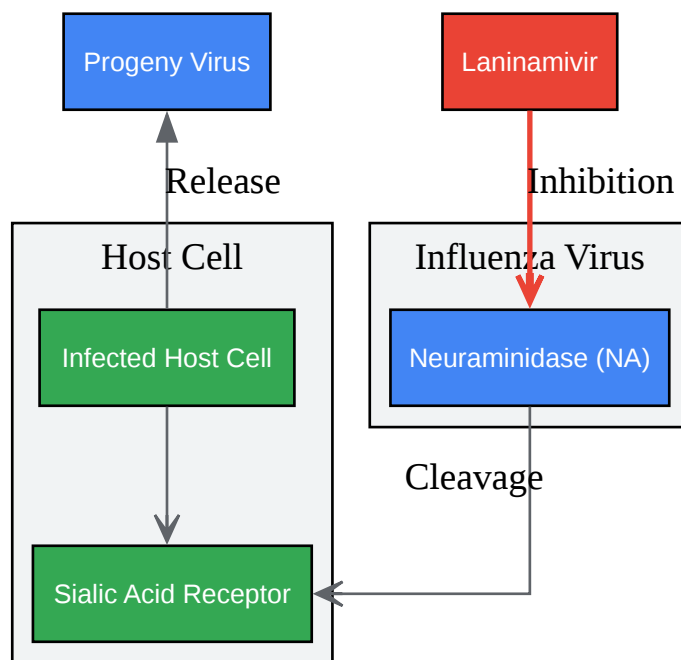 Progeny Virus
Laninamivir
Release
Inhibition
Host Cell
Influenza Virus
Infected Host Cell
Neuraminidase (NA)
Cleavage
Sialic Acid Receptor